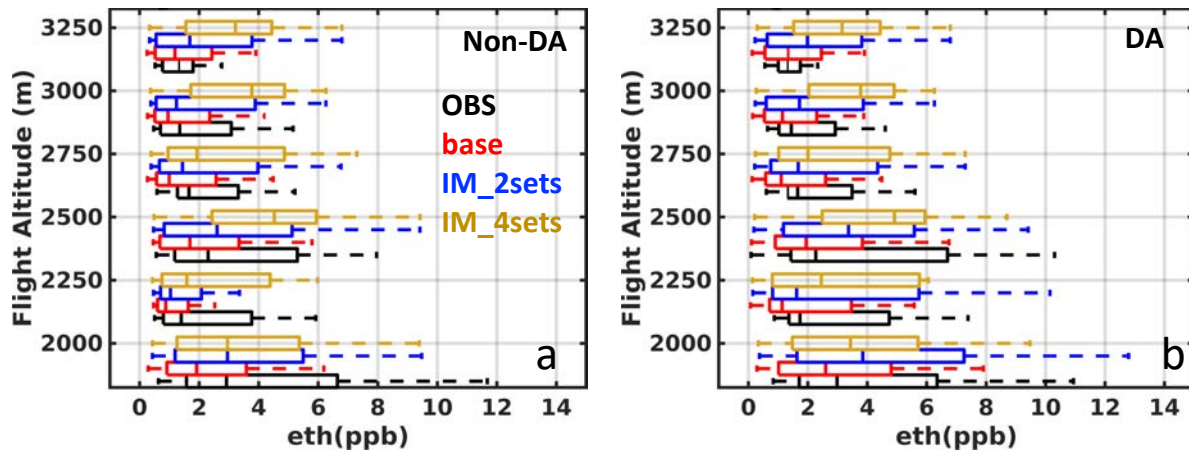 3250
3000
2750
2500
2250
2000
Flight Altitude (m)
Non-DA
OBS
base
IM_2sets
IM_4sets
a
0 2 4 6 8 10 12 14
eth(ppb)
3250
3000
2750
2500
2250
2000
Flight Altitude (m)
DA
b
0 2 4 6 8 10 12 14
eth(ppb)